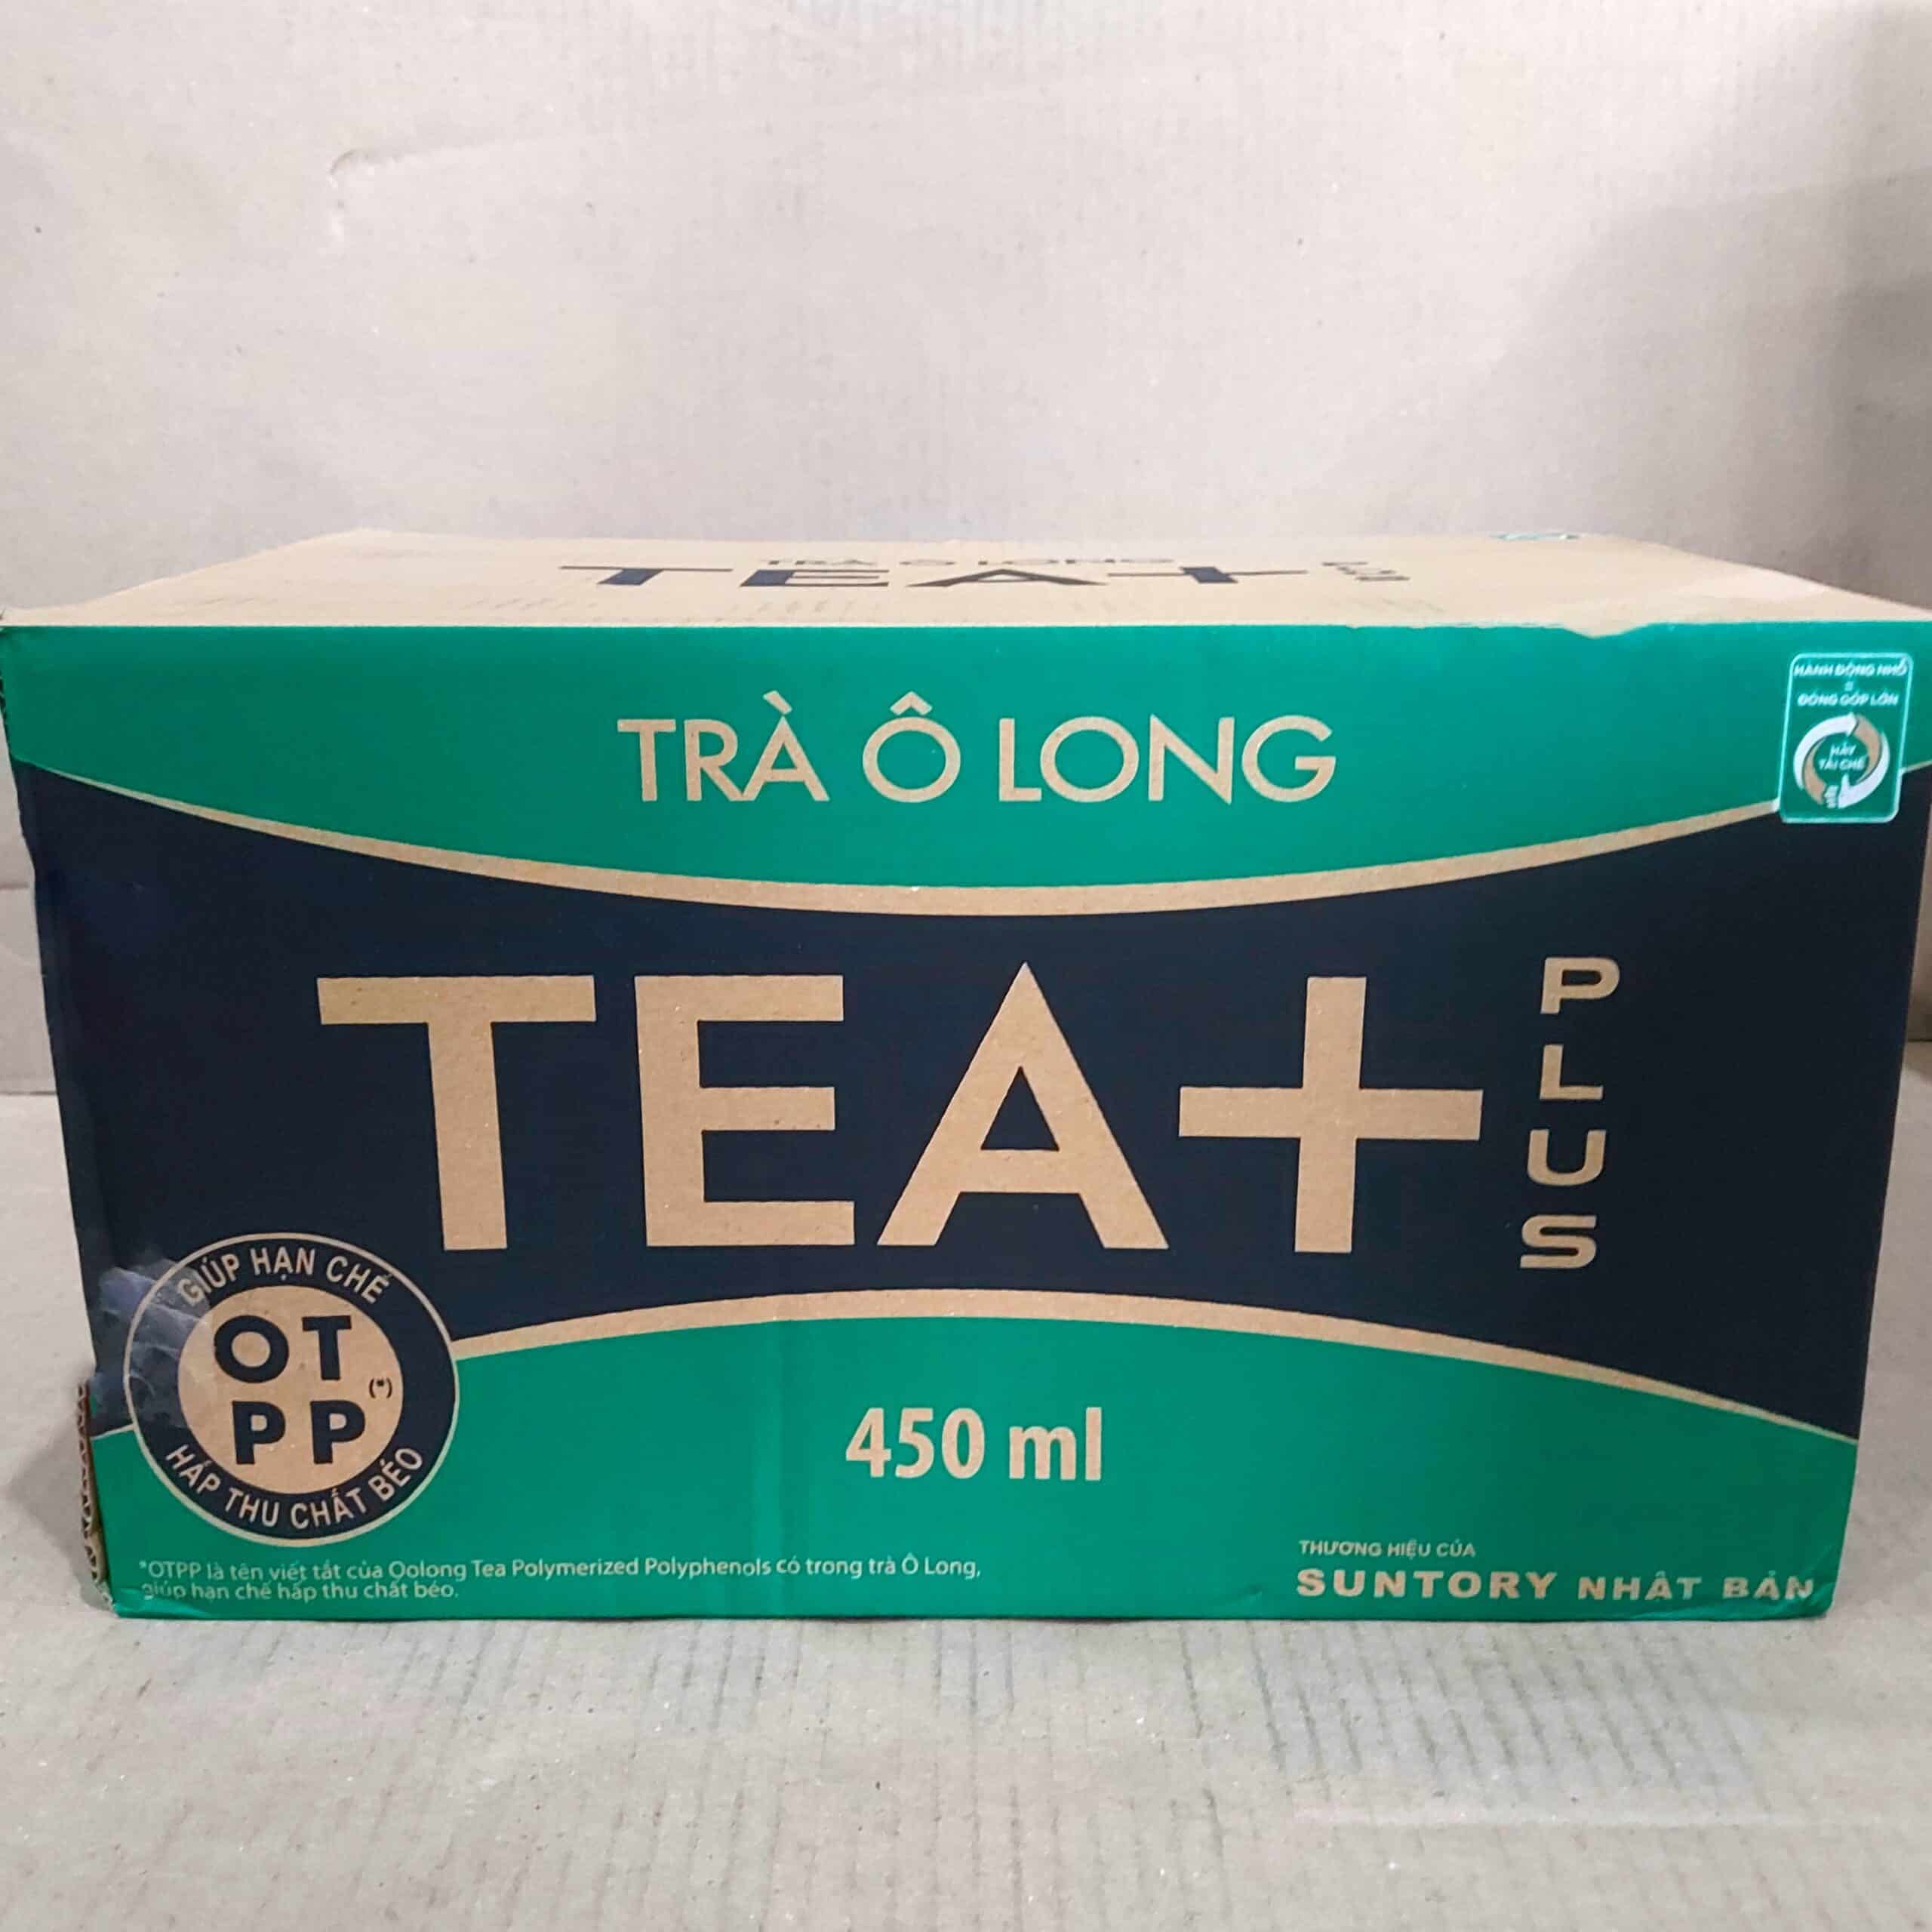 TRÀ Ô LONG
TEA+
HÀNH ĐỘNG NHỎ
=
ĐÓNG GÓP LỚN
HÃY
TÁI CHẾ
TRÀ Ô LONG
TEA+
PLUS
GIÚP HẠN CHẾ
OT
PP(*)
HẤP THU CHẤT BÉO
450 ml
*OTPP là tên viết tắt của Oolong Tea Polymerized Polyphenols có trong trà Ô Long,
giúp hạn chế hấp thu chất béo.
THƯƠNG HIỆU CỦA
SUNTORY NHẬT BẢN